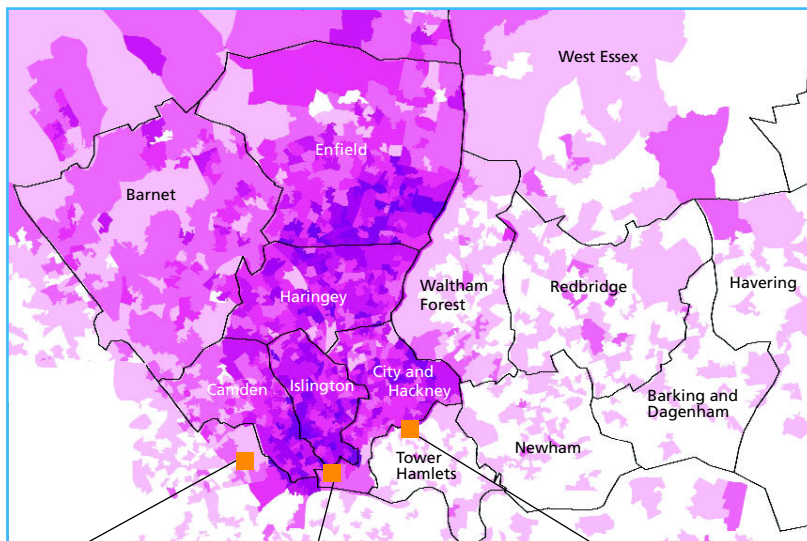 West Essex
Enfield
Barnet
Haringey
Waltham
Forest
Redbridge
Havering
Camden
Islington
City and
Hackney
Barking and
Dagenham
Newham
Tower
Hamlets